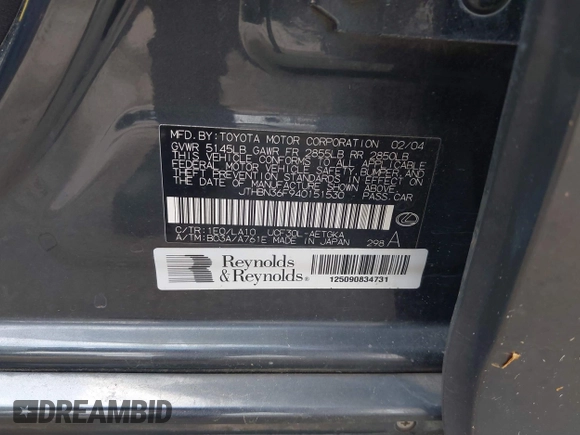 MFD. BY: TOYOTA MOTOR CORPORATION 02/04
GVWR 5145LB GAWR FR 2855LB RR 2850LB
THIS VEHICLE CONFORMS TO ALL APPLICABLE
FEDERAL MOTOR VEHICLE SAFETY, BUMPER, AND
THEFT PREVENTION STANDARDS IN EFFECT ON
THE DATE OF MANUFACTURE SHOWN ABOVE.
JTHBN36F940151530 PASS.CAR
C/TR: 1E0/LA10 UCF30L-AETGKA
A/TM: B03A/A761E MADE IN JAPAN 298 A
Reynolds
& Reynolds®
125090834731
DREAMBID